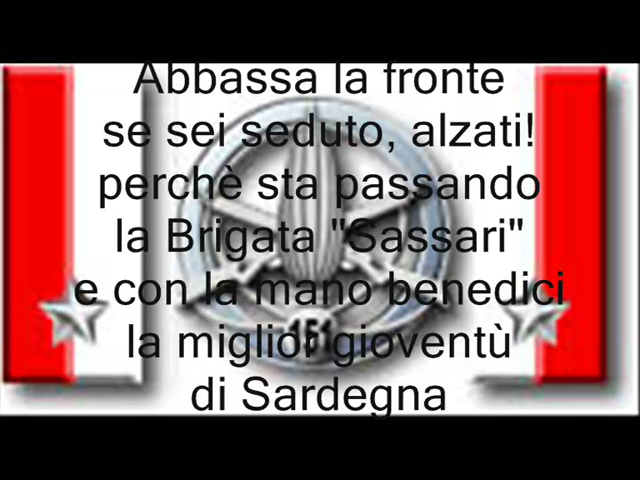 Abbassa la fronte
se sei seduto, alzati!
perchè sta passando
la Brigata "Sassari"
e con la mano benedici
la miglior gioventù
di Sardegna
151